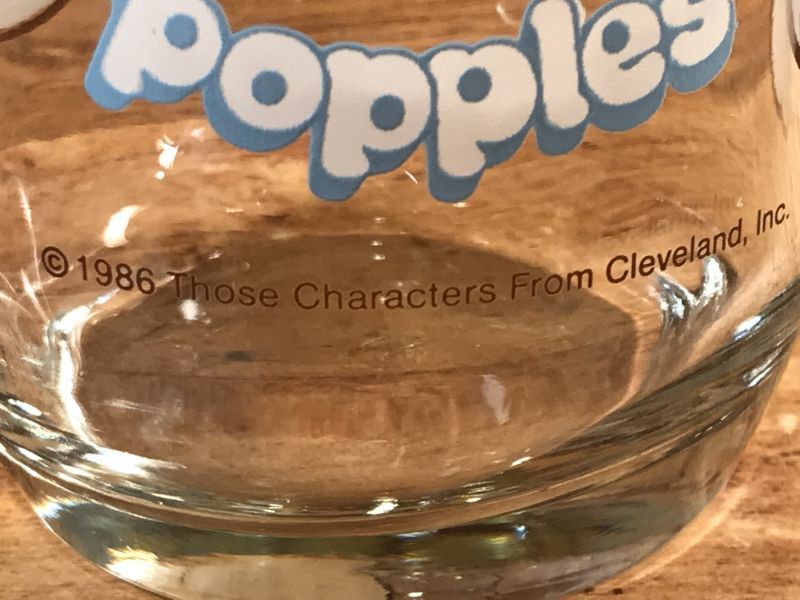 popples
©1986 Those Characters From Cleveland, Inc.